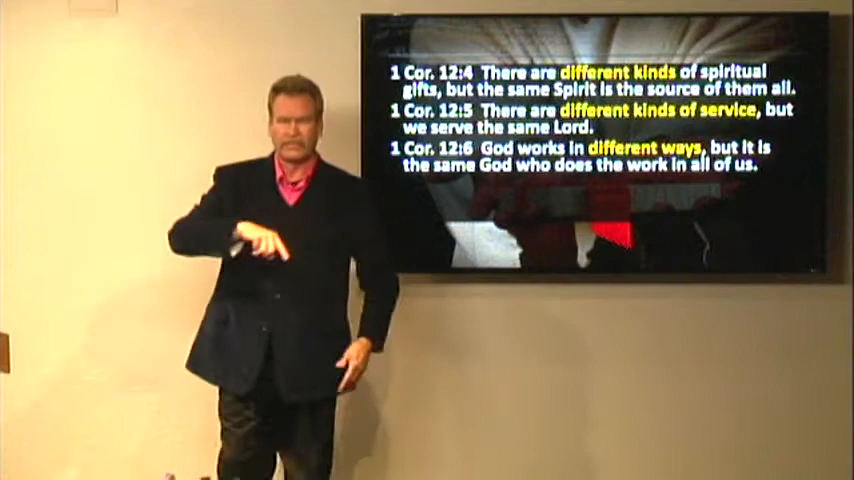 1 Cor. 12:4 There are different kinds of spiritual
gifts, but the same Spirit is the source of them all.
1 Cor. 12:5 There are different kinds of service, but
we serve the same Lord.
1 Cor. 12:6 God works in different ways, but it is
the same God who does the work in all of us.